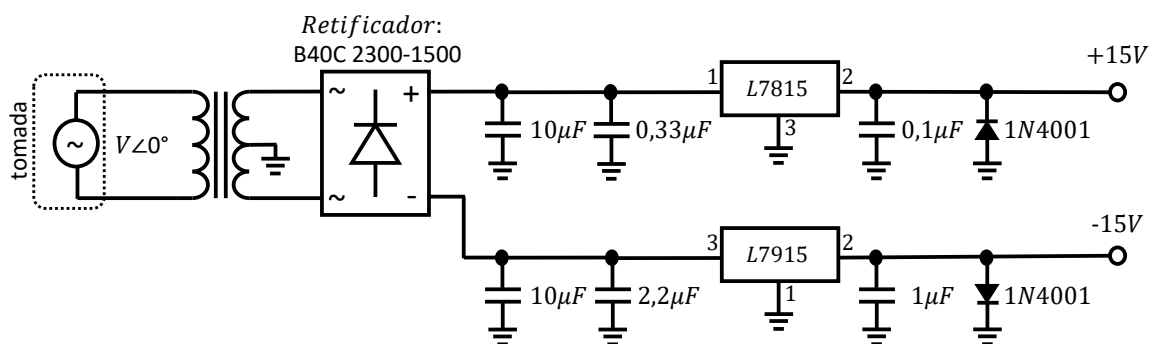 Retificador:
B40C 2300-1500
tomada
~
V∠0°
~
+
~
-
10μF
0,33μF
1
L7815
2
3
0,1μF
1N4001
+15V
10μF
2,2μF
3
L7915
2
1
1μF
1N4001
-15V